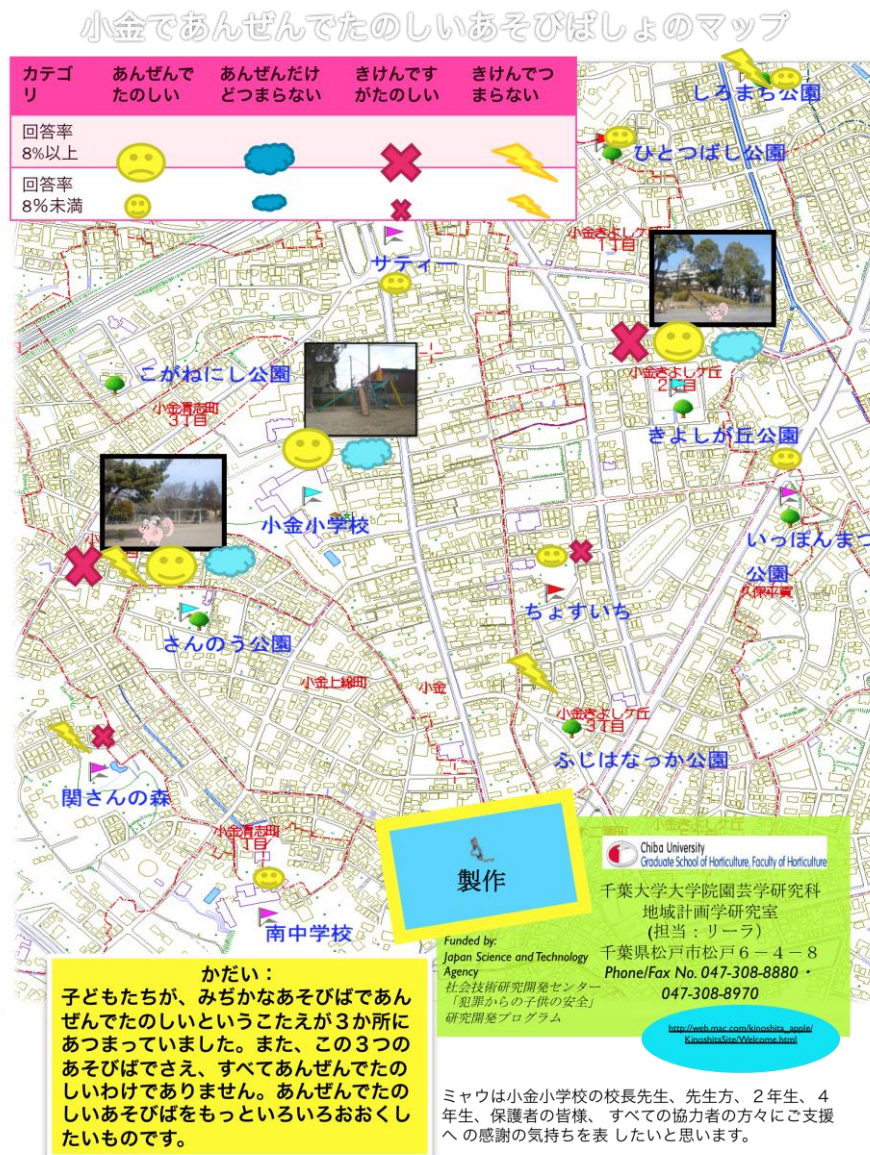 小金であんぜんでたのしいあそびばしょのマップ
カテゴリ
あんぜんで
たのしい
あんぜんだけ
どつまらない
きけんです
がたのしい
きけんでつ
まらない
回答率
8%以上
回答率
8%未満
しろまち公園
ひとつばし公園
小金きよしケ丘
1丁目
サティー
こがねにし公園
小金清志町
3丁目
小金きよしケ丘
2丁目
きよしが丘公園
小金小学校
いっぽんまつ
公園
久保平賀
ちょすいち
さんのう公園
小金上総町
小金
小金きよしケ丘
3丁目
ふじはなっか公園
関さんの森
小金清志町
1丁目
南中学校
製作
Chiba University
Graduate School of Horticulture, Faculty of Horticulture
千葉大学大学院園芸学研究科
地域計画学研究室
(担当：リーラ）
千葉県松戸市松戸６－４－８
Phone/Fax No. 047-308-8880・
047-308-8970
Funded by:
Japan Science and Technology
Agency
社会技術研究開発センター
「犯罪からの子供の安全」
研究開発プログラム
http://web.mac.com/kinoshita_apple/
KinoshitaSite/Welcome.html
かだい：
子どもたちが、みぢかなあそびばであん
ぜんでたのしいというこたえが３か所に
あつまっていました。また、この３つの
あそびばでさえ、すべてあんぜんでたの
しいわけでありません。あんぜんでたの
しいあそびばをもっといろいろおおくし
たいものです。
ミャウは小金小学校の校長先生、先生方、２年生、４
年生、保護者の皆様、 すべての協力者の方々にご支援
へ の感謝の気持ちを表 したいと思います。